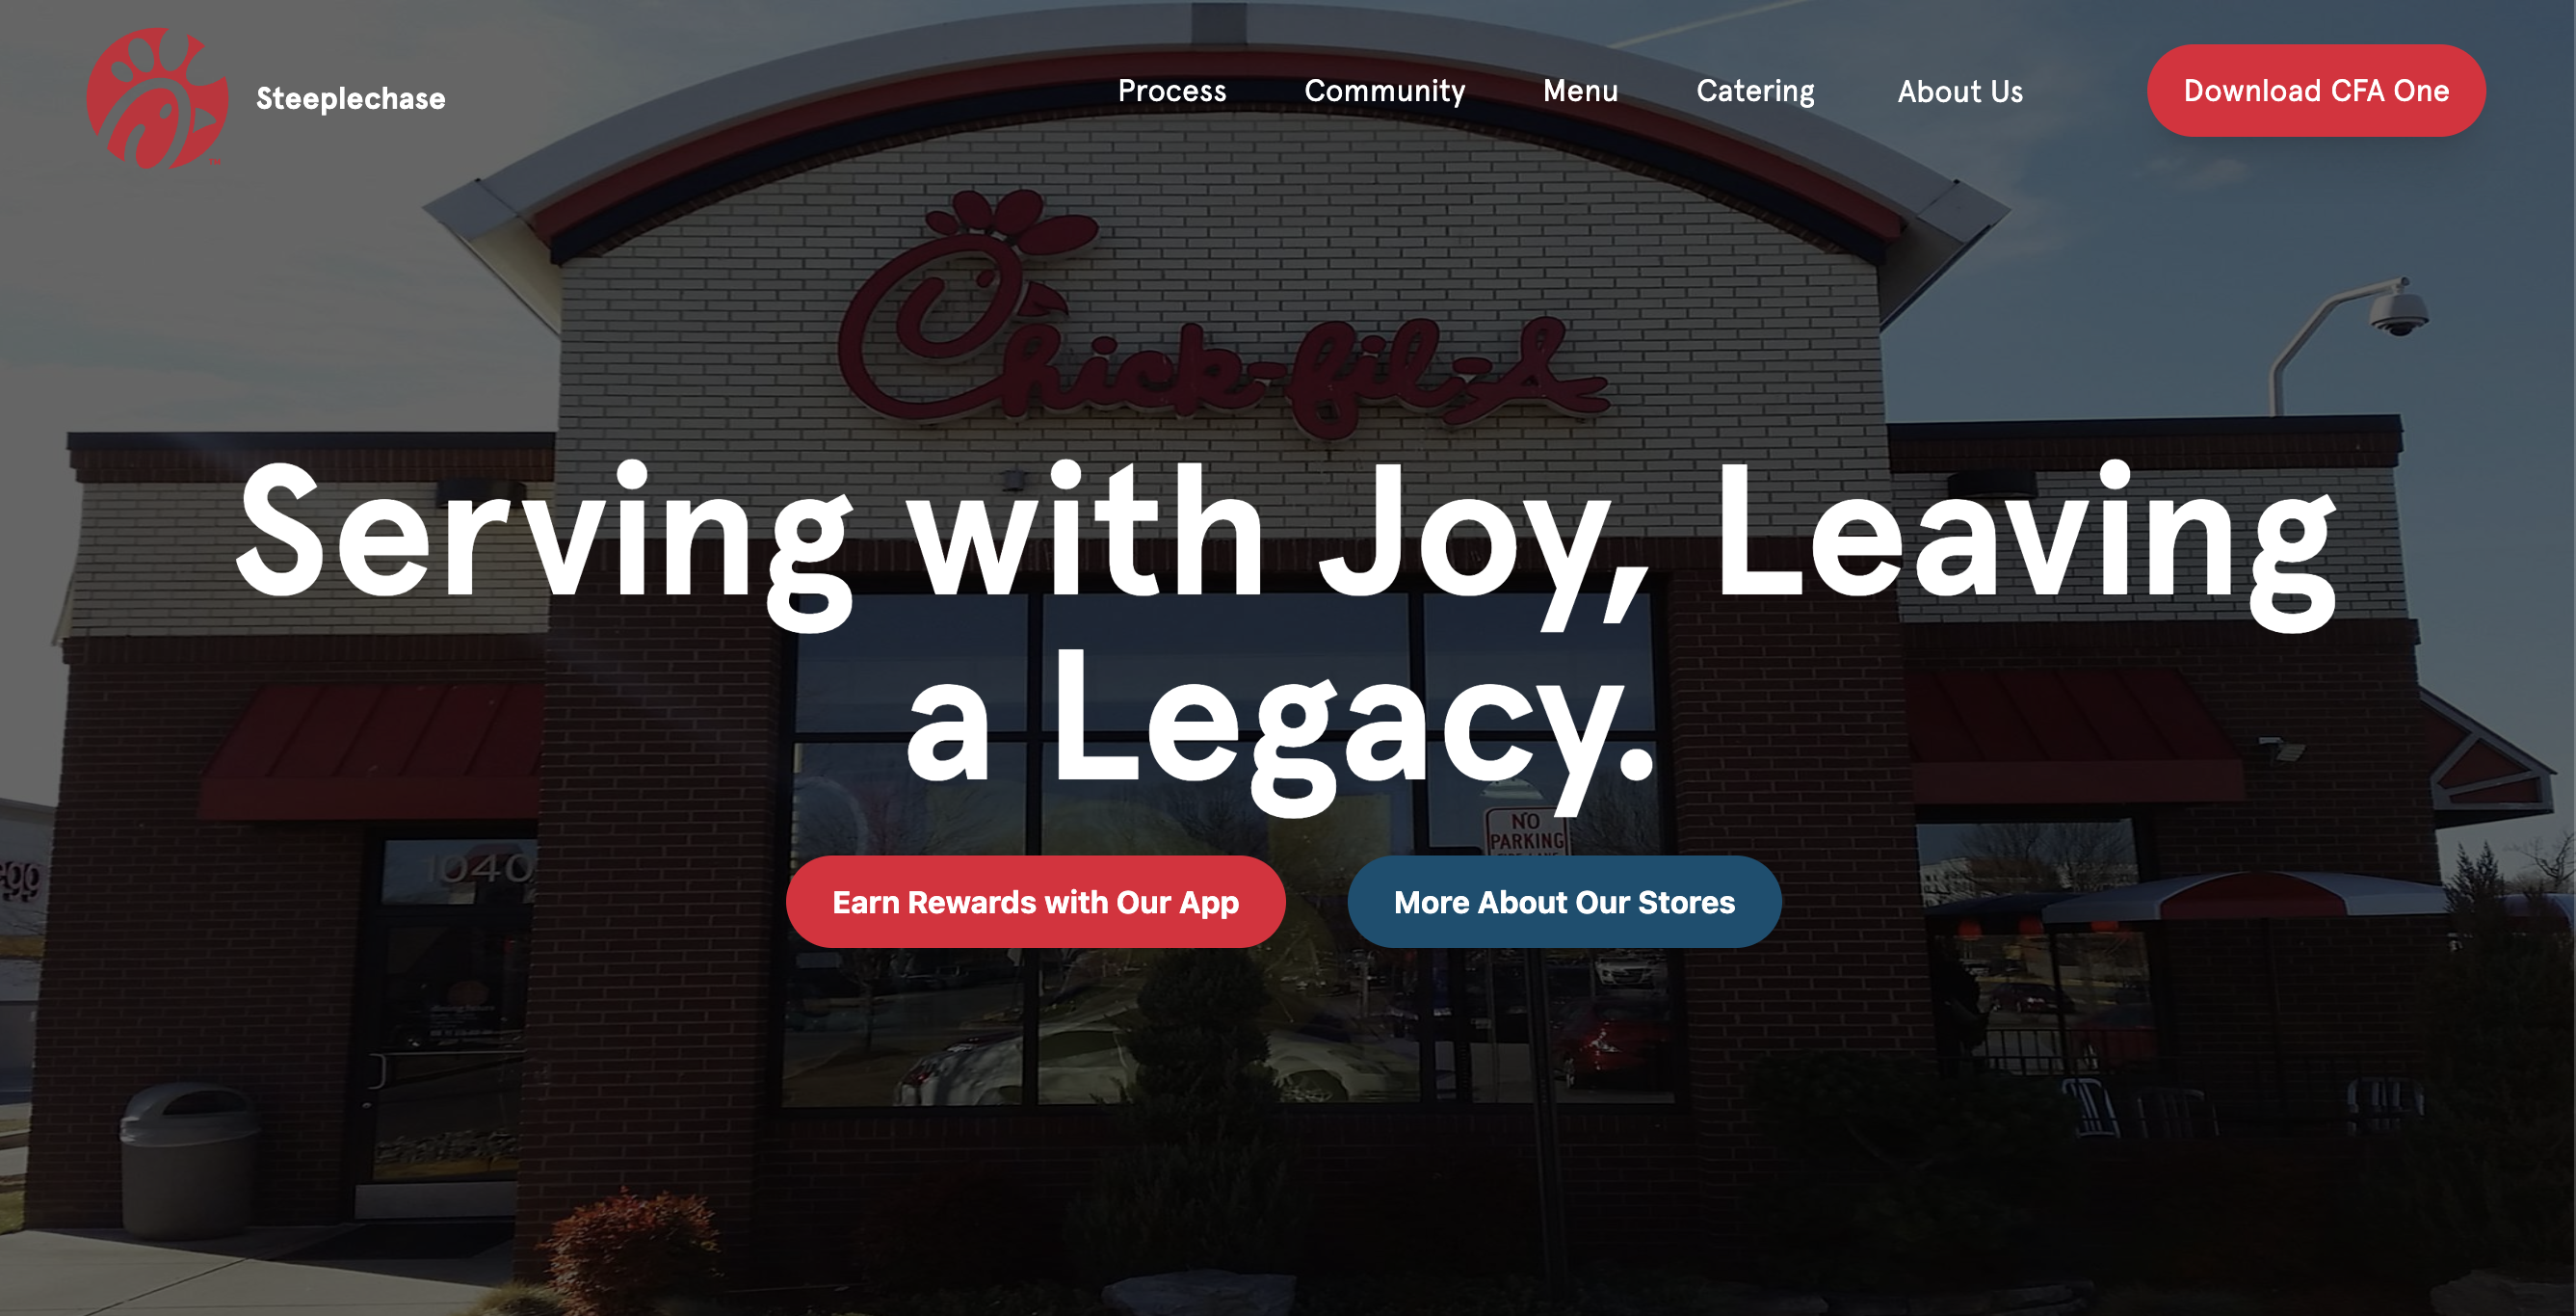 Steeplechase
Process Community Menu Catering About Us
Download CFA One
Chick-fil-A
Serving with Joy, Leaving
a Legacy.
NO
PARKING
1040
Earn Rewards with Our App
More About Our Stores